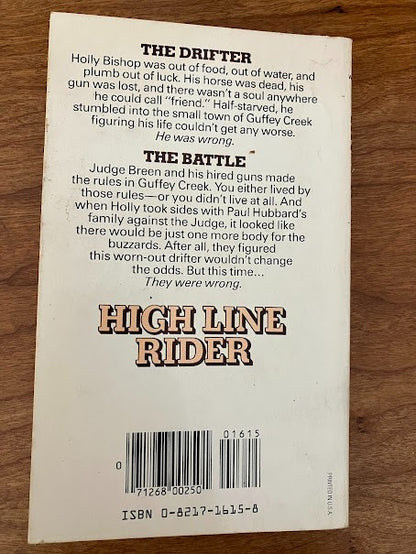 THE DRIFTER
Holly Bishop was out of food, out of water, and
plumb out of luck. His horse was dead, his
gun was lost, and there wasn't a soul anywhere
he could call "friend." Half-starved, he
stumbled into the small town of Guffey Creek
figuring his life couldn't get any worse.
He was wrong.
THE BATTLE
Judge Breen and his hired guns made
the rules in Guffey Creek. You either lived by
those rules—or you didn't live at all. And
when Holly took sides with Paul Hubbard's
family against the Judge, it looked like
there would be just one more body for the
buzzards. After all, they figured
this worn-out drifter wouldn't change
the odds. But this time...
They were wrong.
HIGH LINE
RIDER
01615
0
71268 00250
ISBN 0-8217-1615-8
PRINTED IN U.S.A.